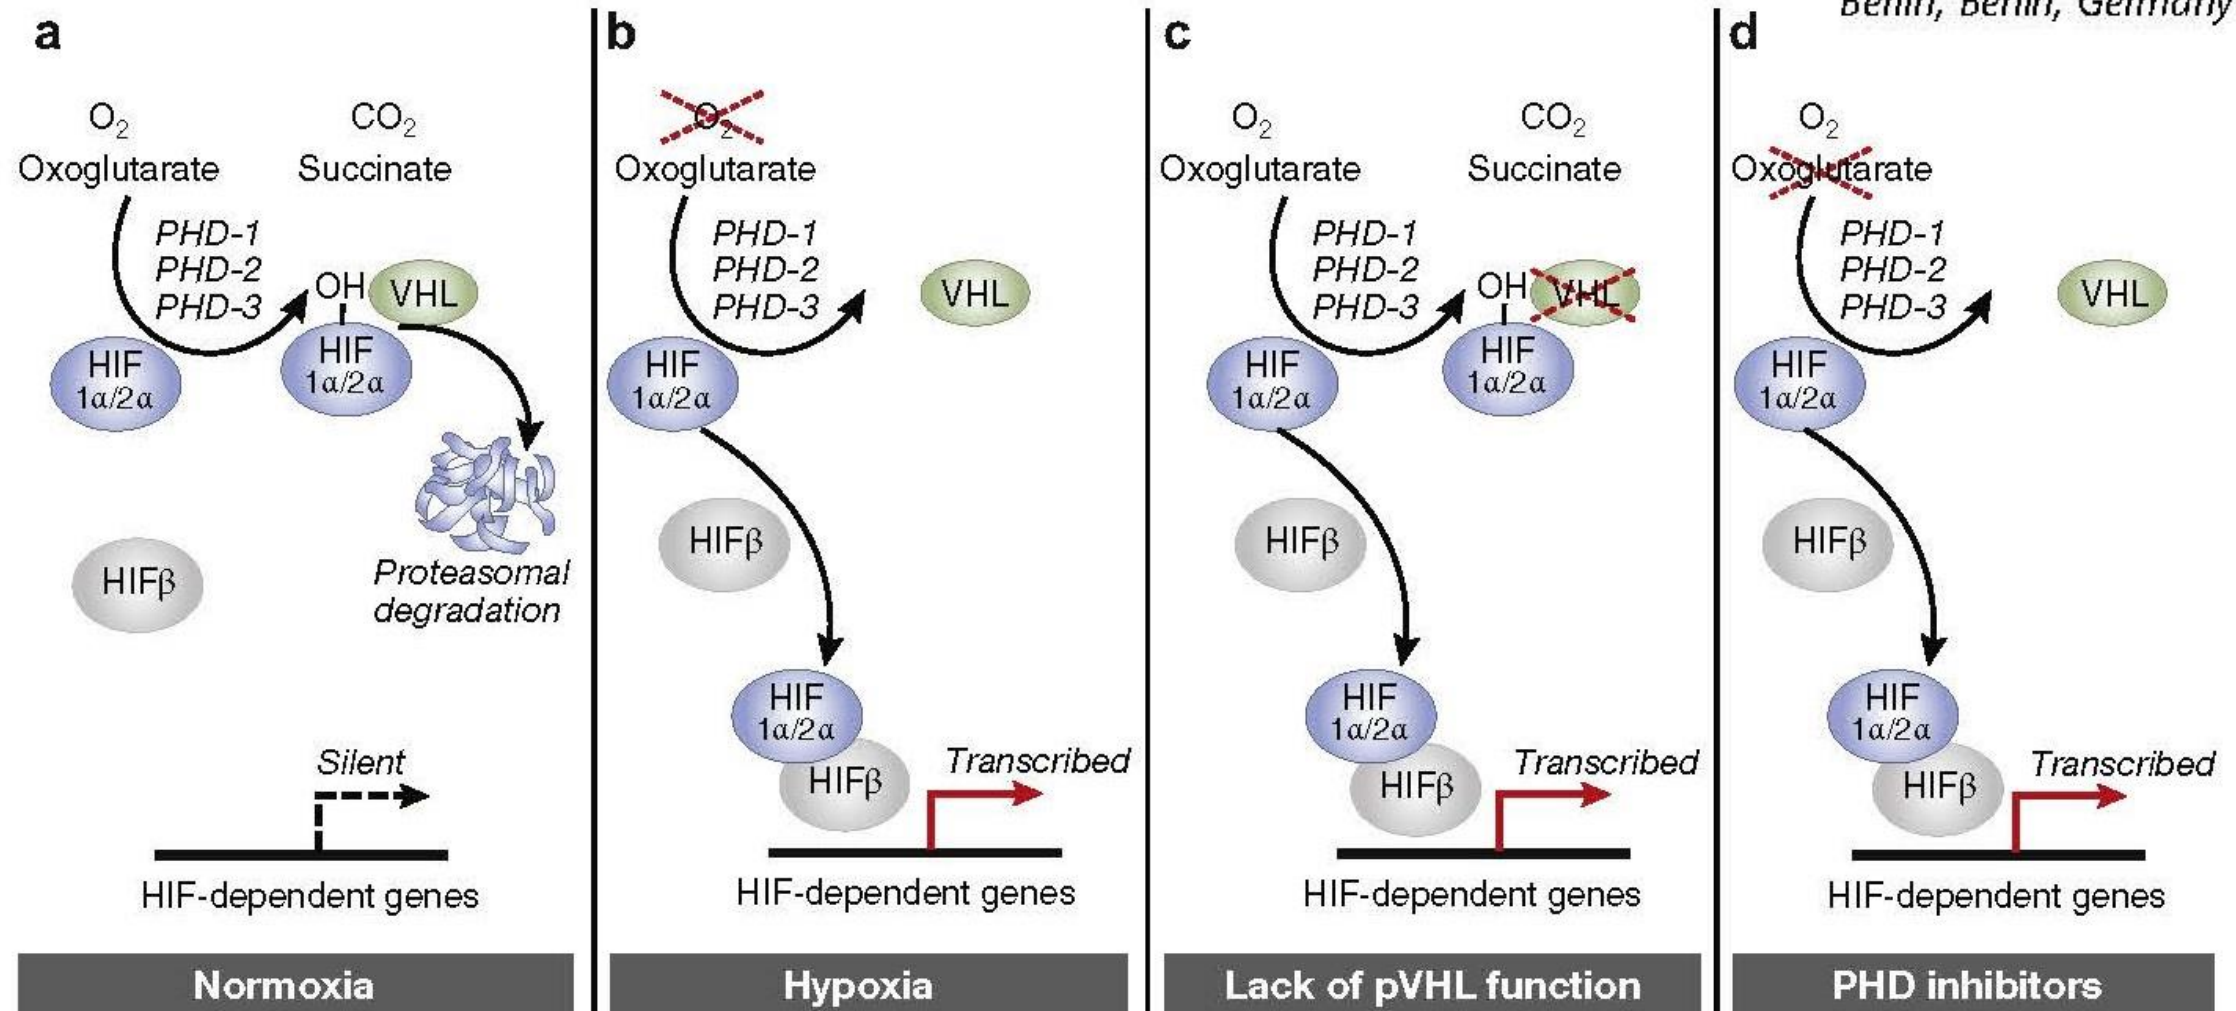 a
O₂
Oxoglutarate
CO₂
Succinate
PHD-1
PHD-2
PHD-3
OH
VHL
HIF
1α/2α
HIF
1α/2α
HIFβ
Proteasomal
degradation
Silent
HIF-dependent genes
Normoxia
b
O₂
Oxoglutarate
PHD-1
PHD-2
PHD-3
VHL
HIF
1α/2α
HIFβ
HIF
1α/2α
HIFβ
Transcribed
HIF-dependent genes
Hypoxia
c
O₂
Oxoglutarate
CO₂
Succinate
PHD-1
PHD-2
PHD-3
OH
VHL
HIF
1α/2α
HIF
1α/2α
HIFβ
HIF
1α/2α
HIFβ
Transcribed
HIF-dependent genes
Lack of pVHL function
d
Berlin, Berlin, Germany
O₂
Oxoglutarate
PHD-1
PHD-2
PHD-3
VHL
HIF
1α/2α
HIFβ
HIF
1α/2α
HIFβ
Transcribed
HIF-dependent genes
PHD inhibitors